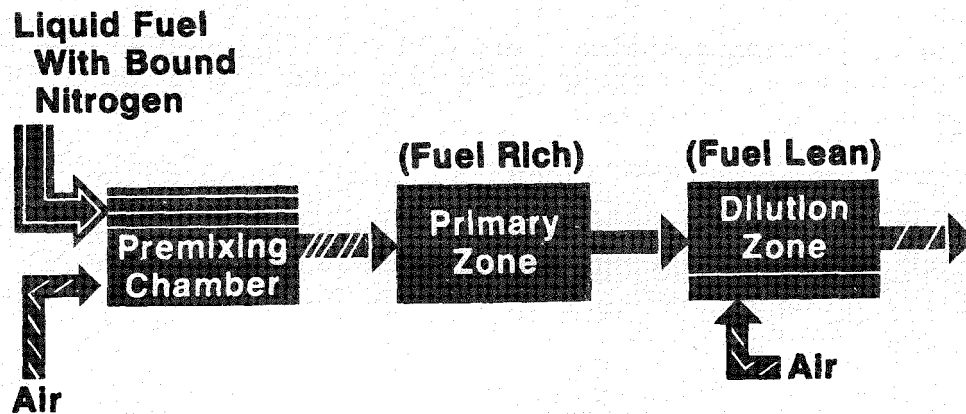 Liquid Fuel
With Bound
Nitrogen
(Fuel Rich)
(Fuel Lean)
Premixing
Chamber
Primary
Zone
Dilution
Zone
Air
Air